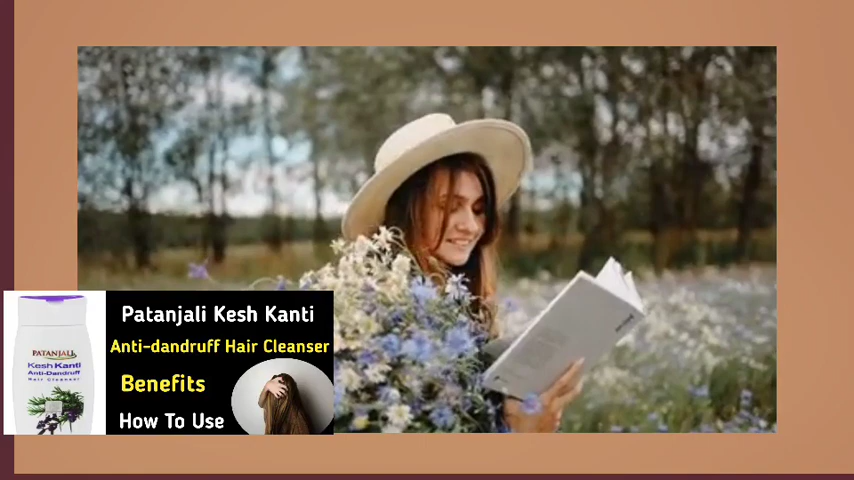 Patanjali Kesh Kanti
Anti-dandruff Hair Cleanser
Benefits
How To Use
PATANJALI
Kesh Kanti
Anti-Dandruff
Hair Cleanser